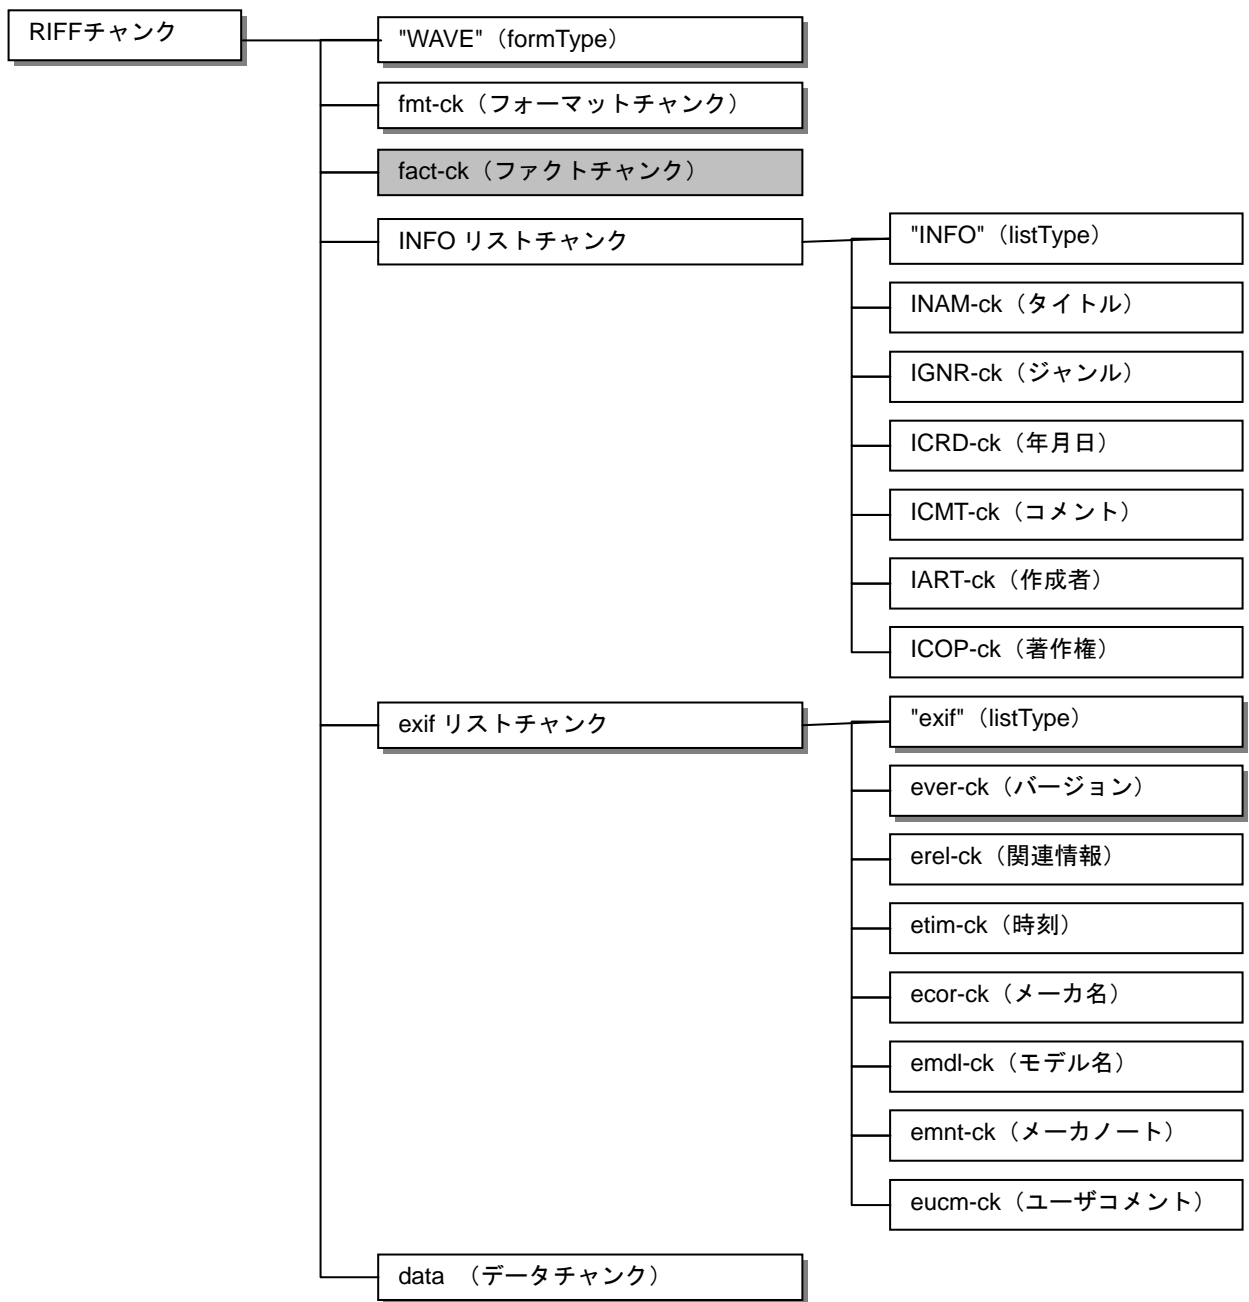 RIFFチャンク
"WAVE"（formType）
fmt-ck（フォーマットチャンク）
fact-ck（ファクトチャンク）
INFO リストチャンク
"INFO"（listType）
INAM-ck（タイトル）
IGNR-ck（ジャンル）
ICRD-ck（年月日）
ICMT-ck（コメント）
IART-ck（作成者）
ICOP-ck（著作権）
exif リストチャンク
"exif"（listType）
ever-ck（バージョン）
erel-ck（関連情報）
etim-ck（時刻）
ecor-ck（メーカ名）
emdl-ck（モデル名）
emnt-ck（メーカノート）
eucm-ck（ユーザコメント）
data （データチャンク）